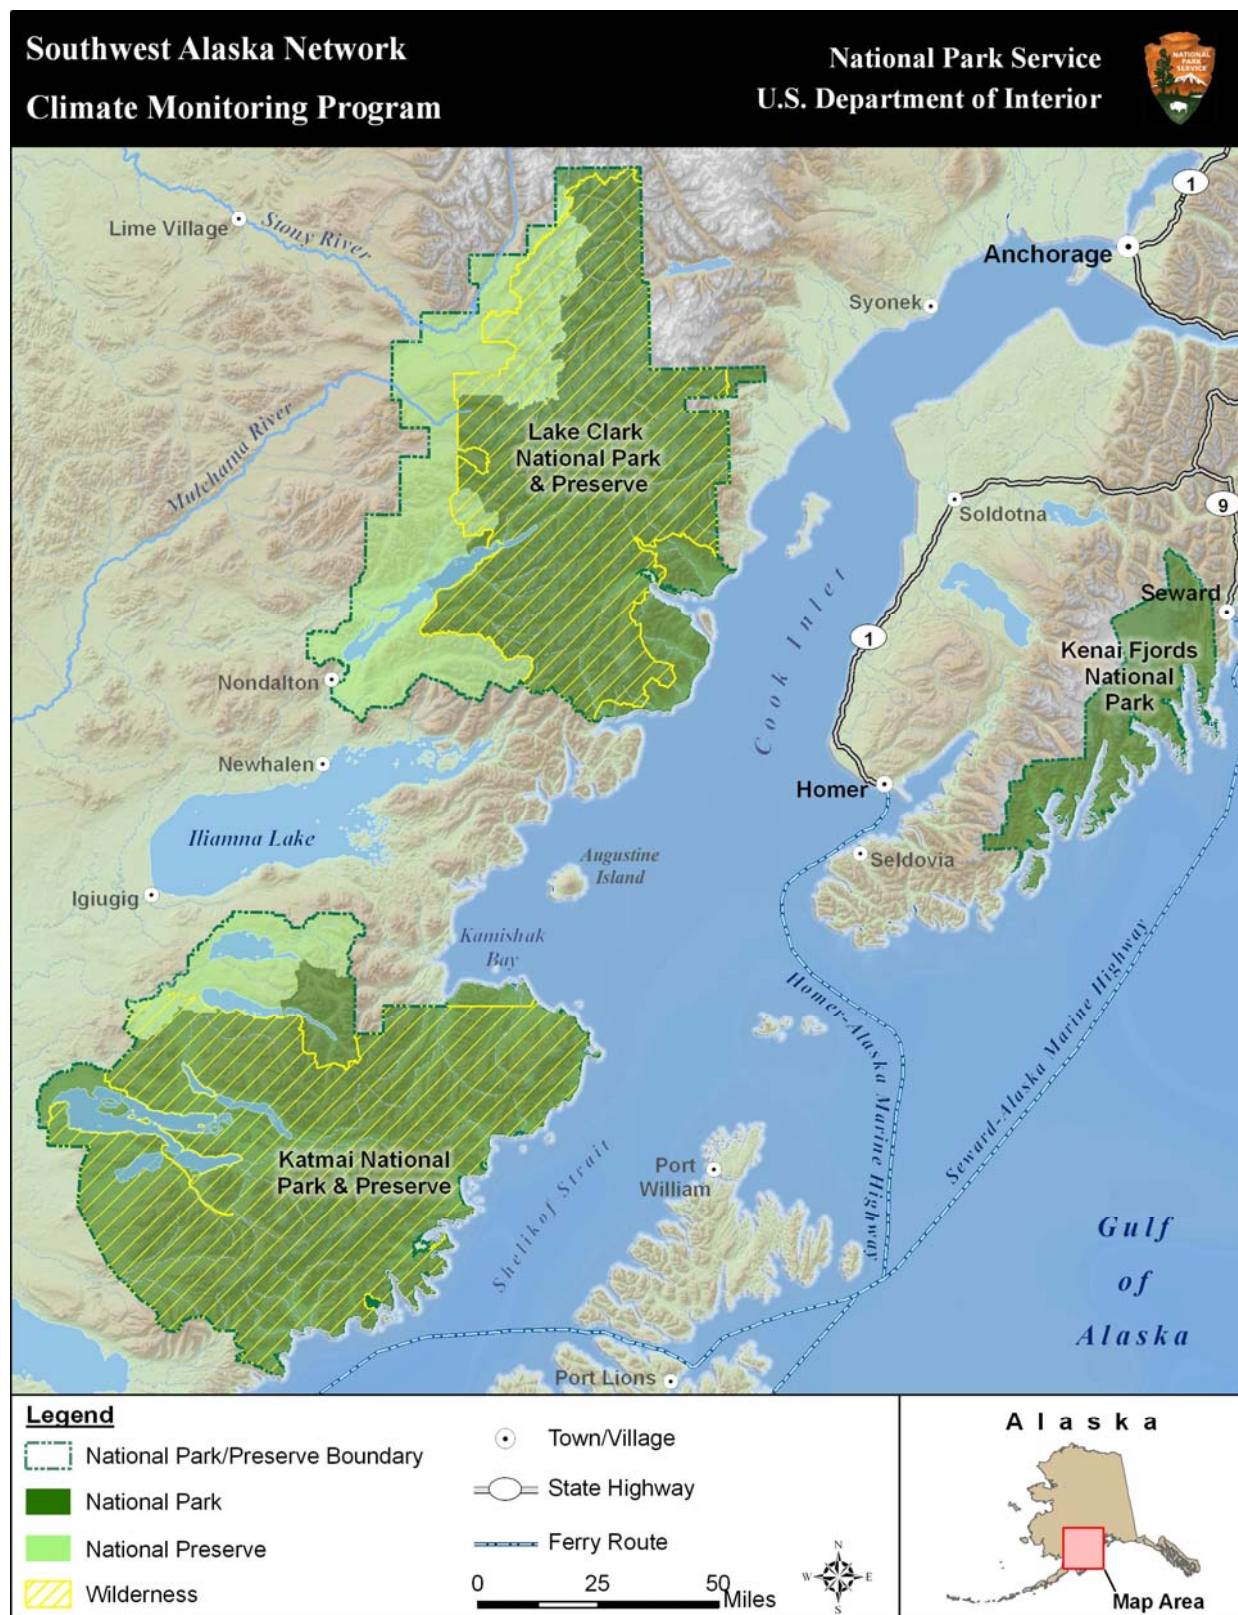 Southwest Alaska Network
Climate Monitoring Program
National Park Service
U.S. Department of Interior
NATIONAL
PARK
SERVICE
1
Lime Village
Stony River
Anchorage
Syonek
Mulchatna River
Lake Clark
National Park
& Preserve
Soldotna
9
Cook Inlet
Seward
1
Kenai Fjords
National
Park
Nondalton
Newhalen
Homer
Iliamna Lake
Augustine
Island
Seldovia
Igiugig
Kamishak
Bay
Homer-Alaska Marine Highway
Seward-Alaska Marine Highway
Katmai National
Park & Preserve
Shelikof Strait
Port
William
Gulf
of
Alaska
Port Lions
Legend
National Park/Preserve Boundary
National Park
National Preserve
Wilderness
Town/Village
State Highway
Ferry Route
0 25 50 Miles
N
W E
S
Alaska
Map Area